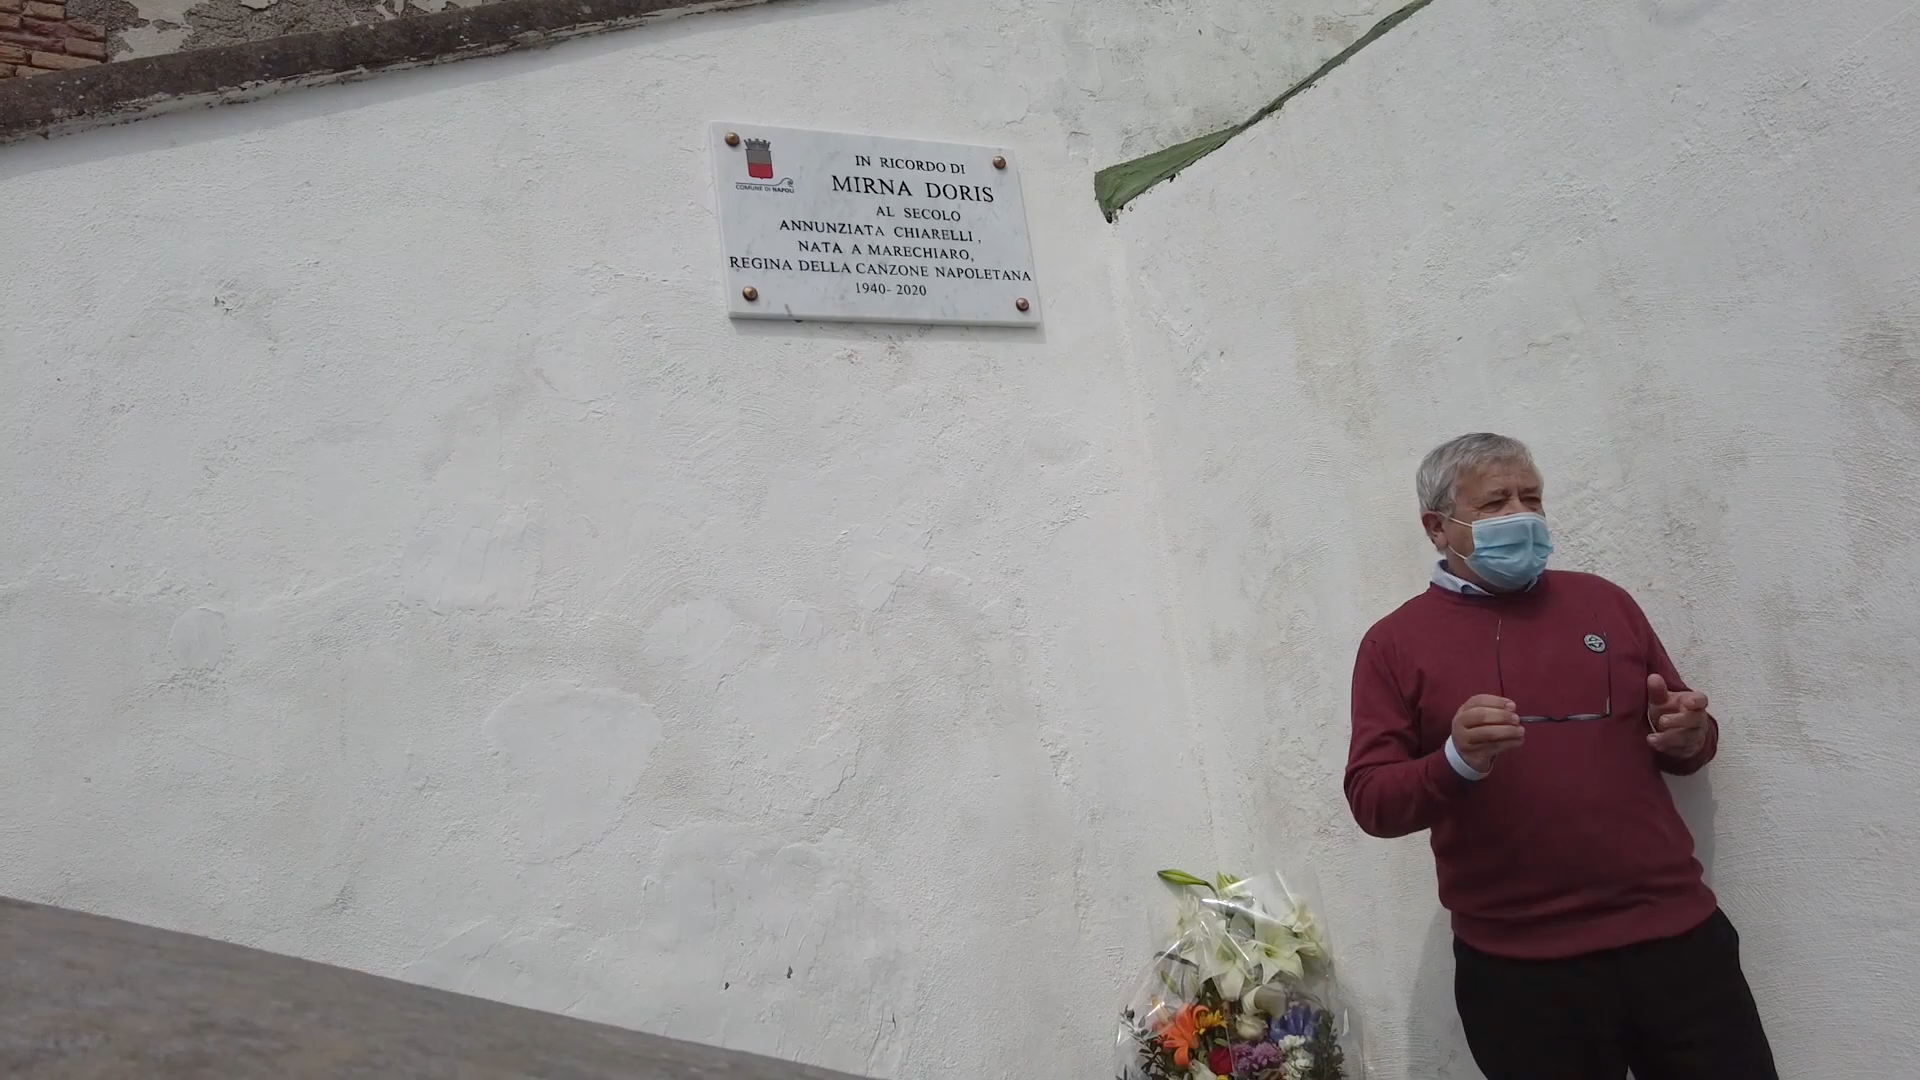 COMUNE DI NAPOLI
IN RICORDO DI
MIRNA DORIS
AL SECOLO
ANNUNZIATA CHIARELLI,
NATA A MARECHIARO,
REGINA DELLA CANZONE NAPOLETANA
1940- 2020